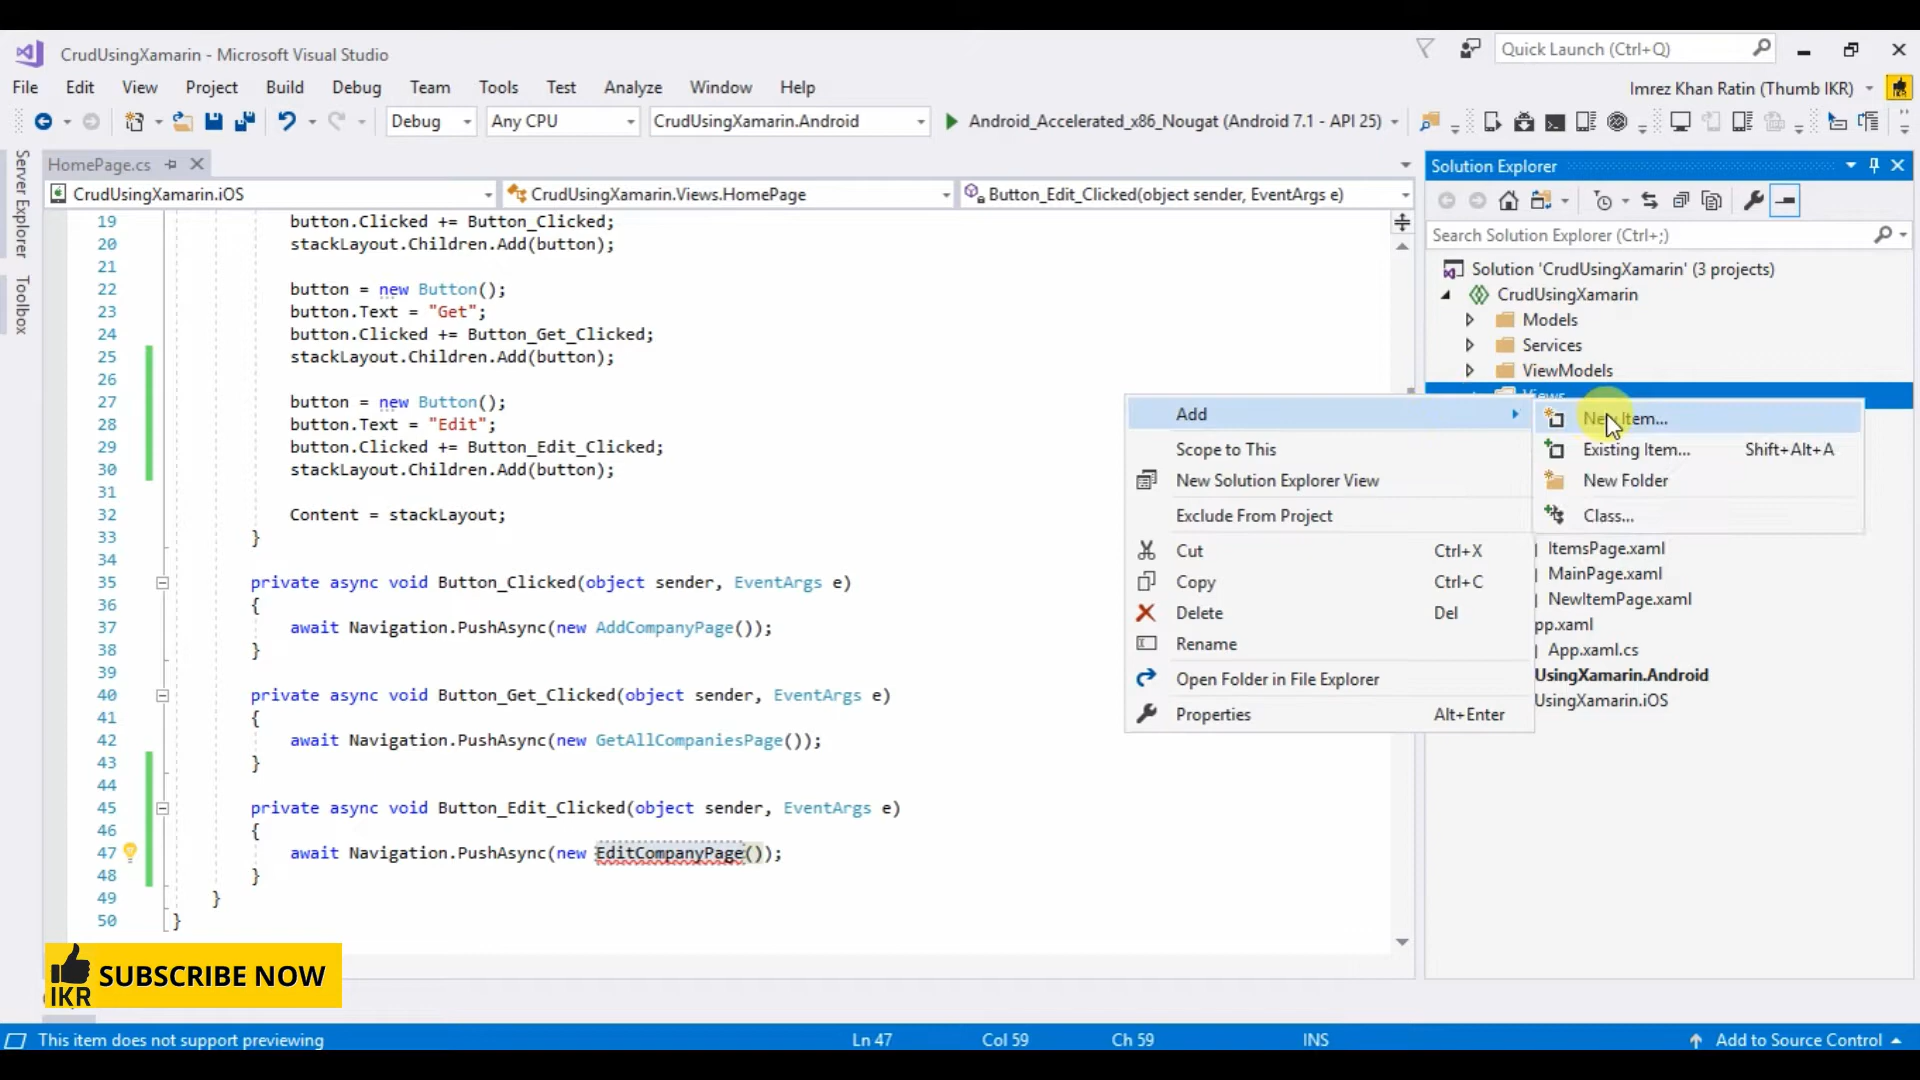 CrudUsingXamarin - Microsoft Visual Studio
Quick Launch (Ctrl+Q)
File Edit View Project Build Debug Team Tools Test Analyze Window Help
Imrez Khan Ratin (Thumb IKR)
Debug Any CPU CrudUsingXamarin.Android Android_Accelerated_x86_Nougat (Android 7.1 - API 25)
Server Explorer
Toolbox
HomePage.cs
CrudUsingXamarin.iOS CrudUsingXamarin.Views.HomePage Button_Edit_Clicked(object sender, EventArgs e)
19 button.Clicked += Button_Clicked;
20 stackLayout.Children.Add(button);
21
22 button = new Button();
23 button.Text = "Get";
24 button.Clicked += Button_Get_Clicked;
25 stackLayout.Children.Add(button);
26
27 button = new Button();
28 button.Text = "Edit";
29 button.Clicked += Button_Edit_Clicked;
30 stackLayout.Children.Add(button);
31
32 Content = stackLayout;
33 }
34
35 private async void Button_Clicked(object sender, EventArgs e)
36 {
37 await Navigation.PushAsync(new AddCompanyPage());
38 }
39
40 private async void Button_Get_Clicked(object sender, EventArgs e)
41 {
42 await Navigation.PushAsync(new GetAllCompaniesPage());
43 }
44
45 private async void Button_Edit_Clicked(object sender, EventArgs e)
46 {
47 await Navigation.PushAsync(new EditCompanyPage());
48 }
49 }
50 }
Solution Explorer
Search Solution Explorer (Ctrl+;)
Solution 'CrudUsingXamarin' (3 projects)
CrudUsingXamarin
Models
Services
ViewModels
Views
Add
Scope to This
New Solution Explorer View
Exclude From Project
Cut Ctrl+X
Copy Ctrl+C
Delete Del
Rename
Open Folder in File Explorer
Properties Alt+Enter
New Item...
Existing Item... Shift+Alt+A
New Folder
Class...
ItemsPage.xaml
MainPage.xaml
NewItemPage.xaml
pp.xaml
App.xaml.cs
UsingXamarin.Android
UsingXamarin.iOS
IKR
SUBSCRIBE NOW
This item does not support previewing Ln 47 Col 59 Ch 59 INS Add to Source Control